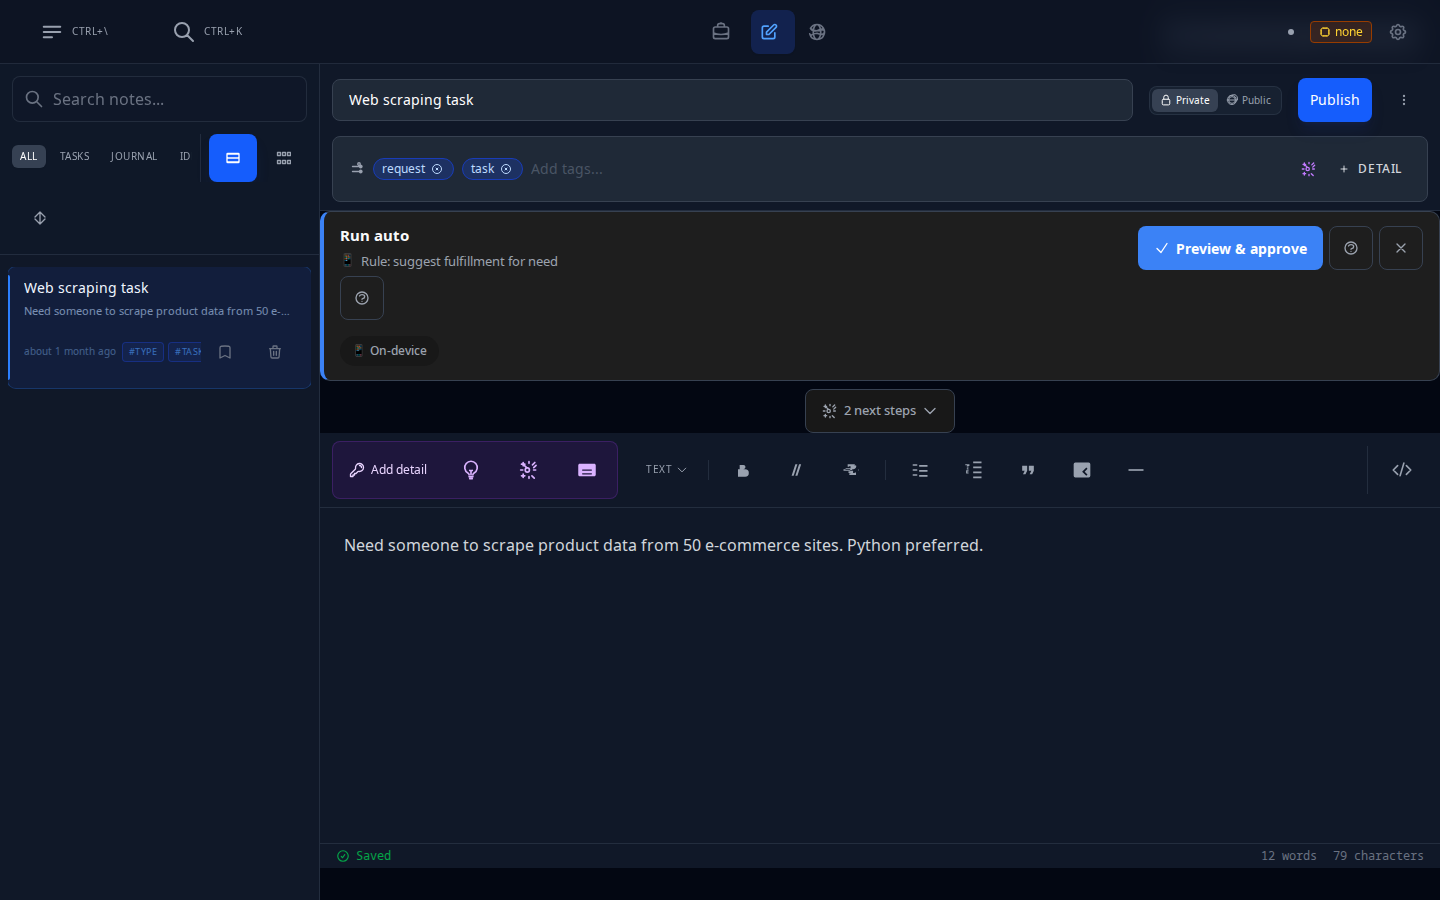 CTRL+\
CTRL+K
none
Search notes...
ALL TASKS JOURNAL ID
Web scraping task
Need someone to scrape product data from 50 e-...
about 1 month ago #TYPE
Web scraping task
Private Public
Publish
request task Add tags...
+ DETAIL
Run auto
Rule: suggest fulfillment for need
Preview & approve
On-device
2 next steps
Add detail
TEXT
Need someone to scrape product data from 50 e-commerce sites. Python preferred.
Saved
12 words 79 characters